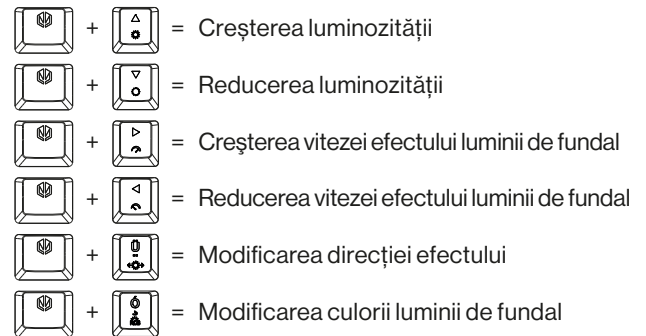 + = Creșterea luminozității
+ = Reducerea luminozității
+ = Creşterea vitezei efectului luminii de fundal
+ = Reducerea vitezei efectului luminii de fundal
+ = Modificarea direcției efectului
+ = Modificarea culorii luminii de fundal